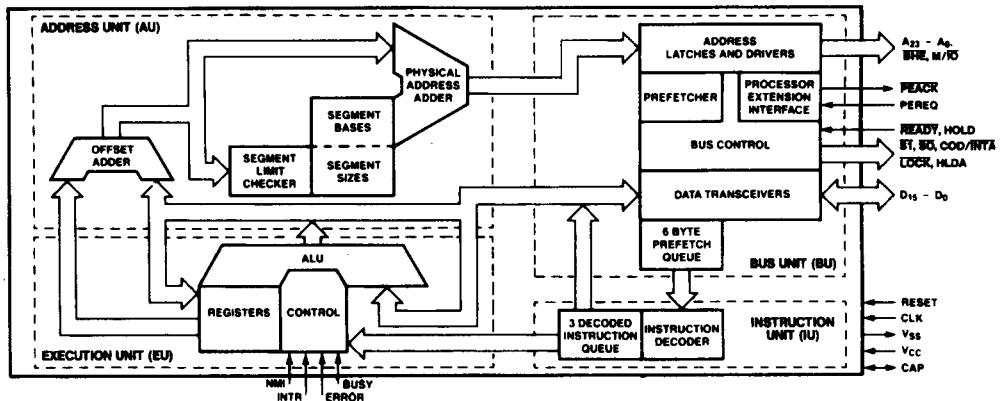 ADDRESS UNIT (AU)
OFFSET
ADDER
SEGMENT
LIMIT
CHECKER
SEGMENT
BASES
SEGMENT
SIZES
PHYSICAL
ADDRESS
ADDER
ADDRESS
LATCHES AND DRIVERS
PREFETCHER
PROCESSOR
EXTENSION
INTERFACE
BUS CONTROL
DATA TRANSCEIVERS
6 BYTE
PREFETCH
QUEUE
BUS UNIT (BU)
A23 - A0,
BHE, M/IO
PEACK
PEREQ
READY, HOLD
S1, S0, COD/INTA
LOCK, HLDA
D15 - D0
ALU
REGISTERS
CONTROL
EXECUTION UNIT (EU)
NMI
INTR
BUSY
ERROR
3 DECODED
INSTRUCTION
QUEUE
INSTRUCTION
DECODER
INSTRUCTION
UNIT (IU)
RESET
CLK
VSS
VCC
CAP